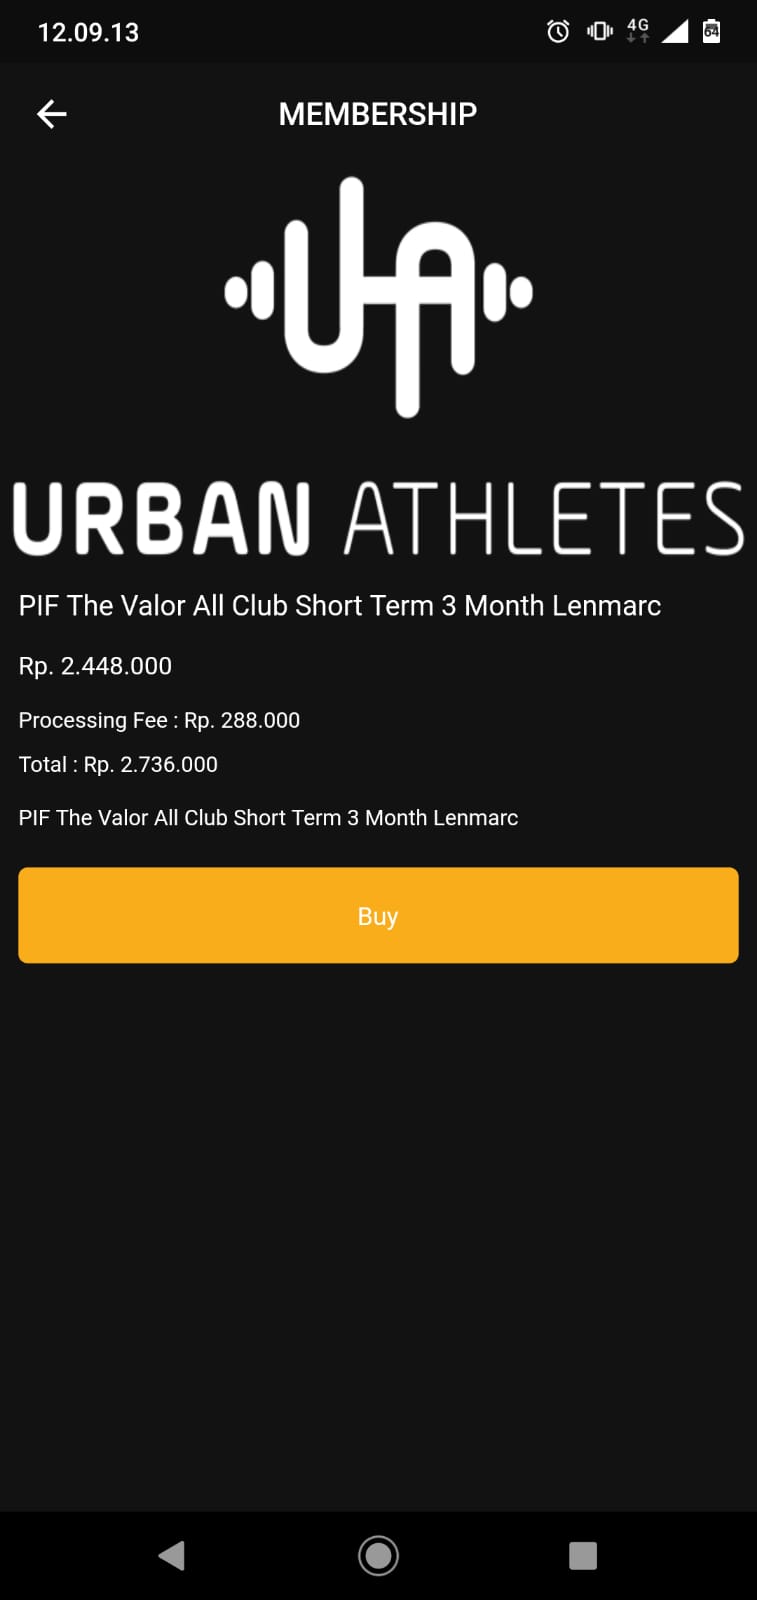 12.09.13
4G
64
MEMBERSHIP
UA
URBAN ATHLETES
PIF The Valor All Club Short Term 3 Month Lenmarc
Rp. 2.448.000
Processing Fee : Rp. 288.000
Total : Rp. 2.736.000
PIF The Valor All Club Short Term 3 Month Lenmarc
Buy